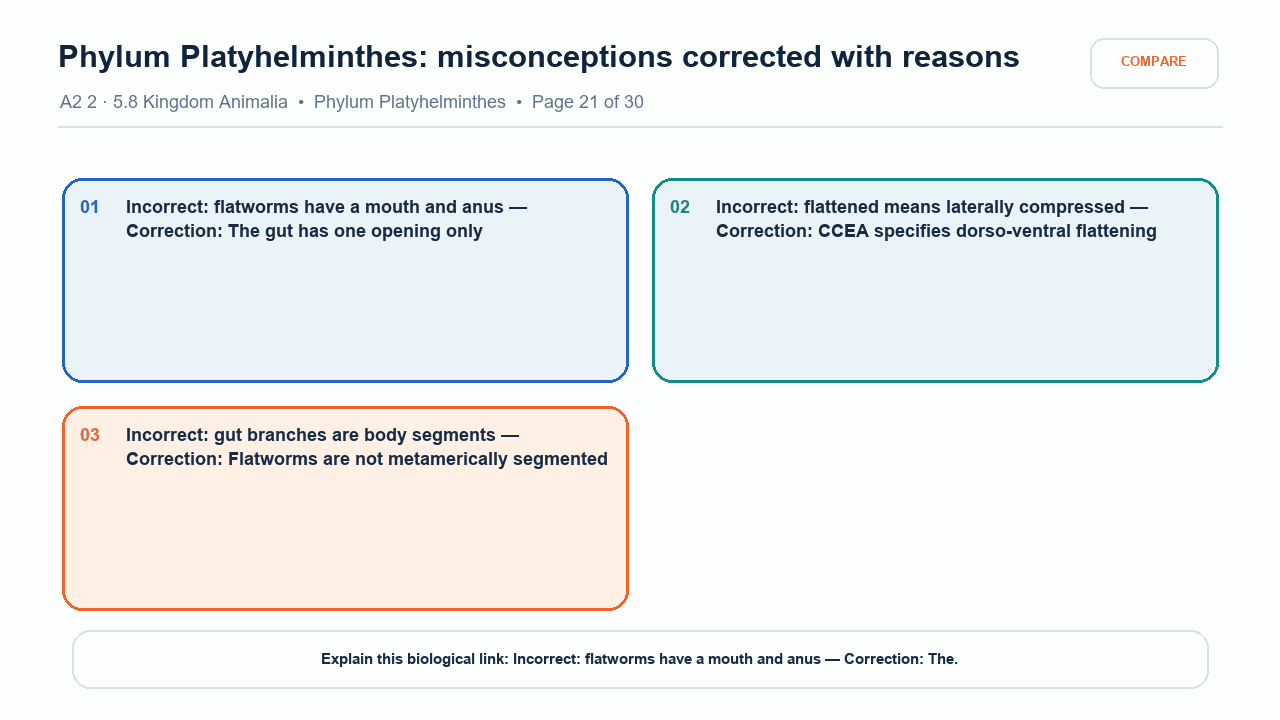 Phylum Platyhelminthes: misconceptions corrected with reasons
COMPARE
A2 2 · 5.8 Kingdom Animalia • Phylum Platyhelminthes • Page 21 of 30
01 Incorrect: flatworms have a mouth and anus —
Correction: The gut has one opening only
02 Incorrect: flattened means laterally compressed —
Correction: CCEA specifies dorso-ventral flattening
03 Incorrect: gut branches are body segments —
Correction: Flatworms are not metamerically segmented
Explain this biological link: Incorrect: flatworms have a mouth and anus — Correction: The.